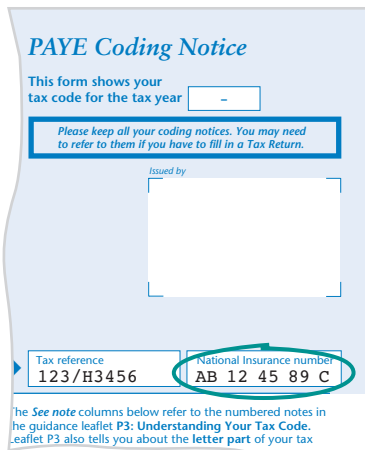 PAYE Coding Notice
This form shows your
tax code for the tax year –
Please keep all your coding notices. You may need
to refer to them if you have to fill in a Tax Return.
Issued by
Tax reference
123/H3456
National Insurance number
AB 12 45 89 C
he See note columns below refer to the numbered notes in
he guidance leaflet P3: Understanding Your Tax Code.
eaflet P3 also tells you about the letter part of your tax